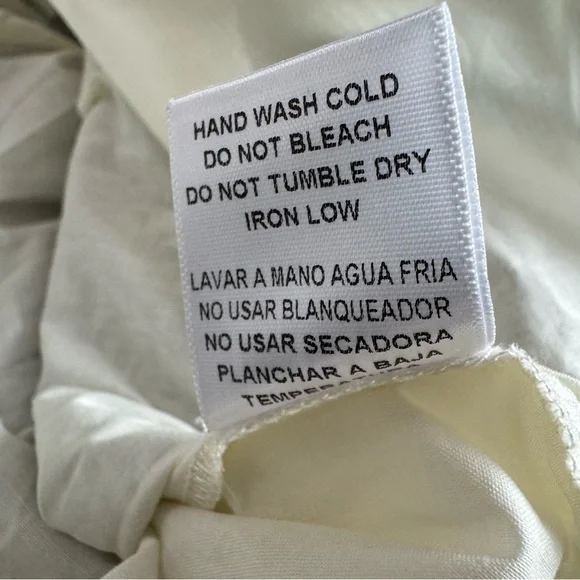 HAND WASH COLD
DO NOT BLEACH
DO NOT TUMBLE DRY
IRON LOW
LAVAR A MANO AGUA FRIA
NO USAR BLANQUEADOR
NO USAR SECADORA
PLANCHAR A BAJA